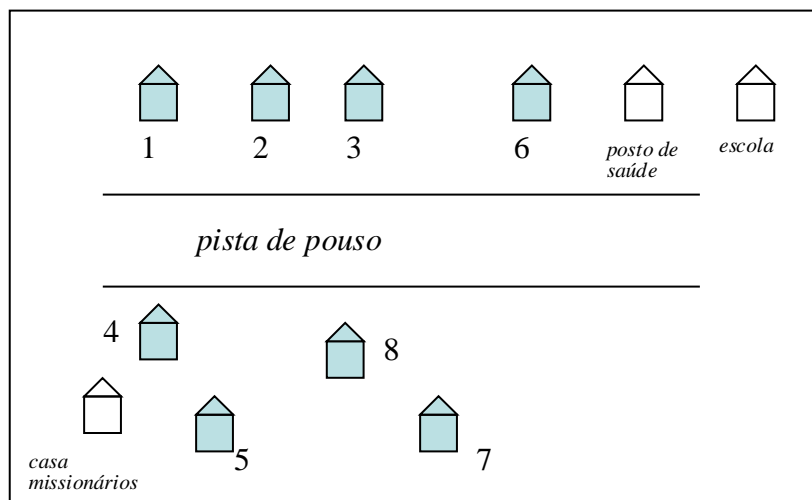 1
2
3
6
posto de
saúde
escola
pista de pouso
4
8
5
7
casa
missionários